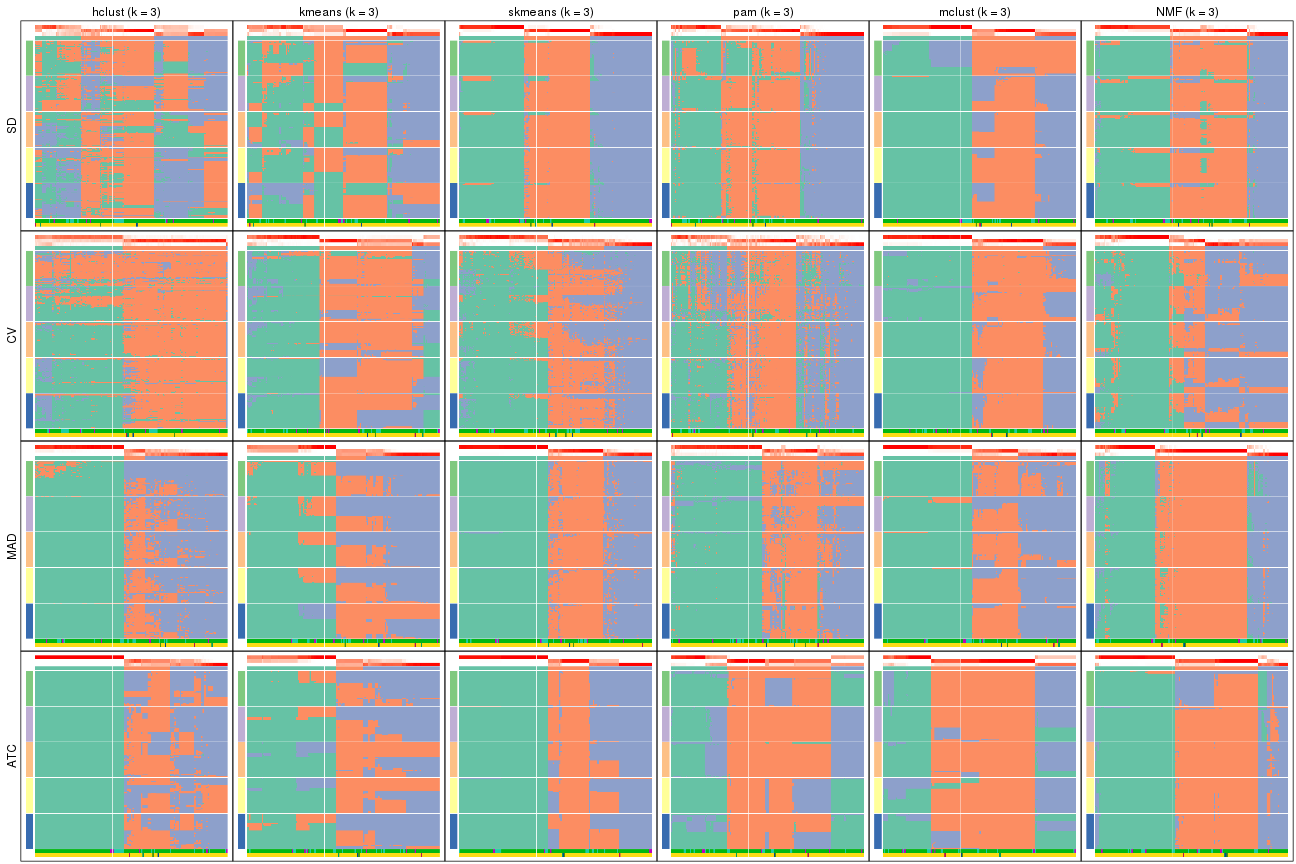 hclust (k = 3)
kmeans (k = 3)
skmeans (k = 3)
pam (k = 3)
mclust (k = 3)
NMF (k = 3)
SD
CV
MAD
ATC